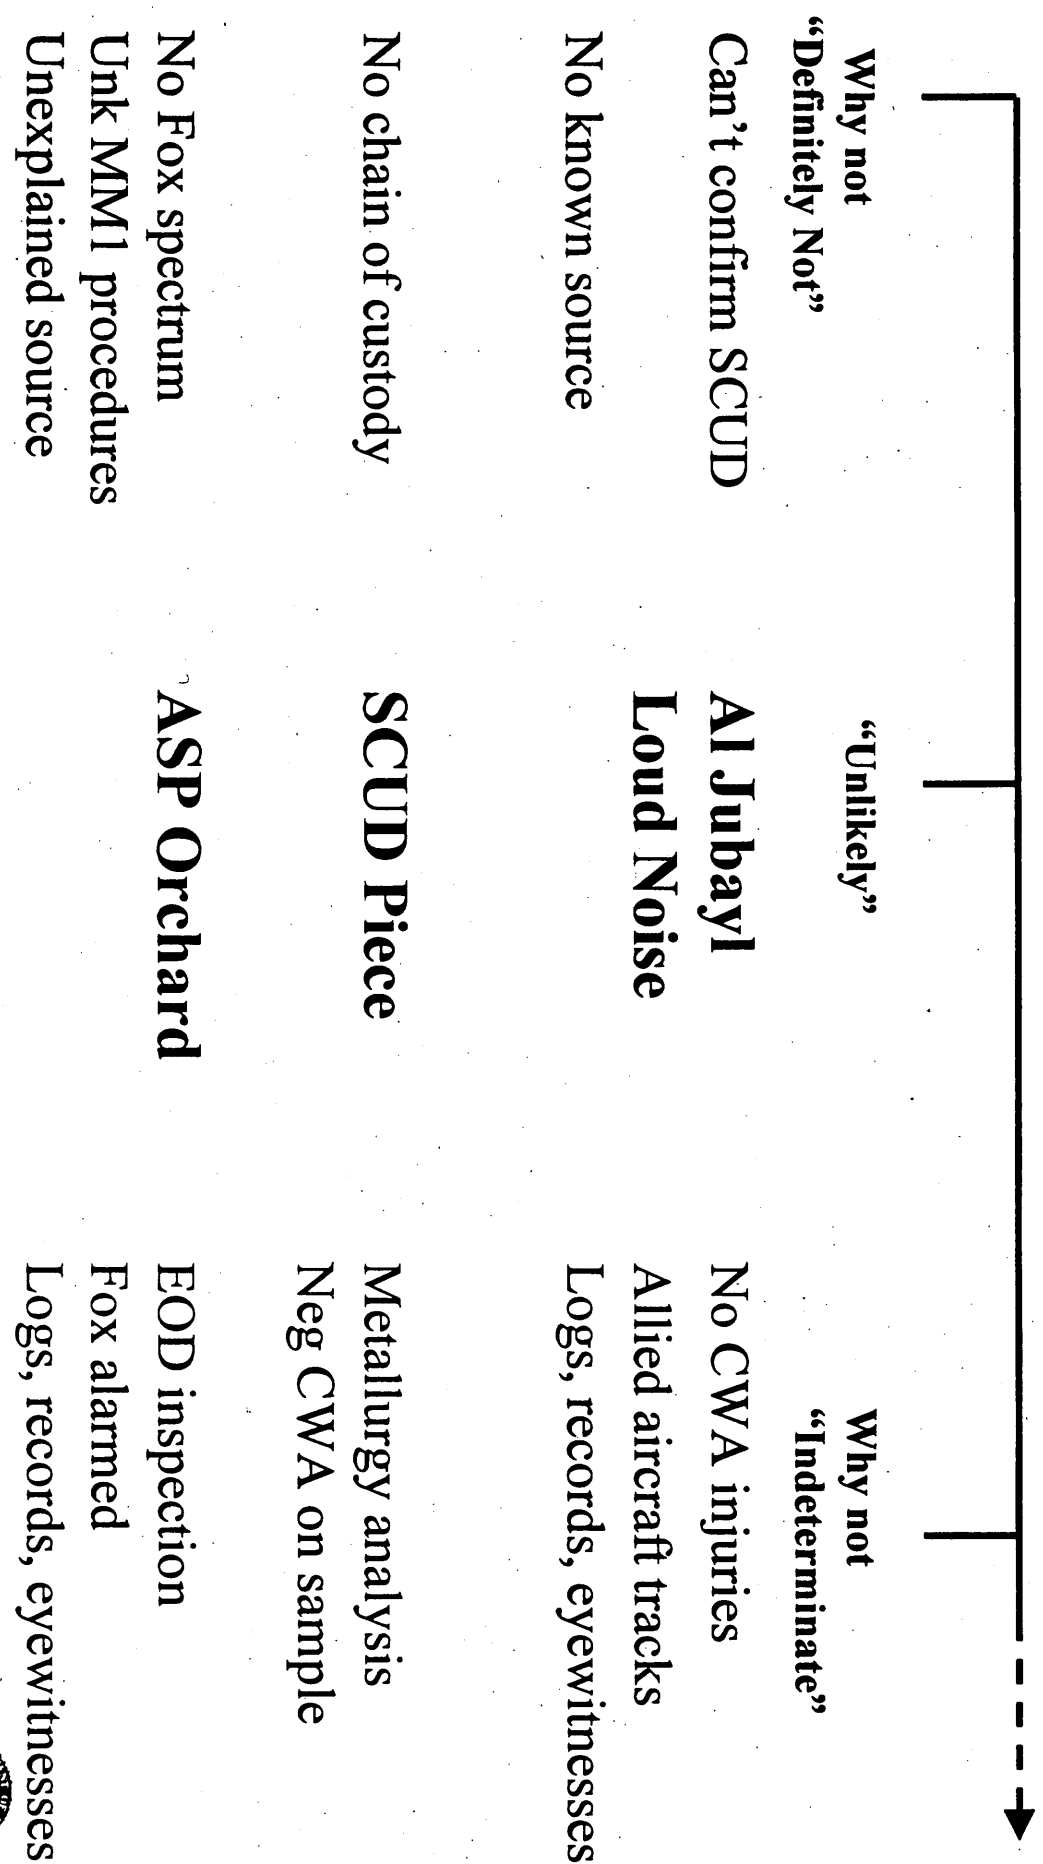 Why not
“Definitely Not”
“Unlikely”
Why not
“Indeterminate”
Can’t confirm SCUD
No known source
Al Jubayl
Loud Noise
No CWA injuries
Allied aircraft tracks
Logs, records, eyewitnesses
No chain of custody
SCUD Piece
Metallurgy analysis
Neg CWA on sample
No Fox spectrum
Unk MM1 procedures
Unexplained source
ASP Orchard
EOD inspection
Fox alarmed
Logs, records, eyewitnesses